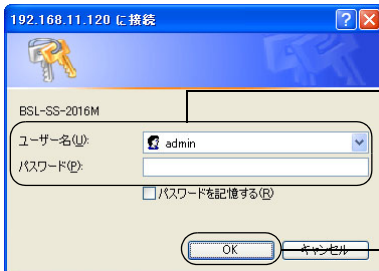 192.168.11.120 に接続
BSL-SS-2016M
ユーザー名(U):
admin
パスワード(P):
パスワードを記憶する(R)
OK
キャンセル